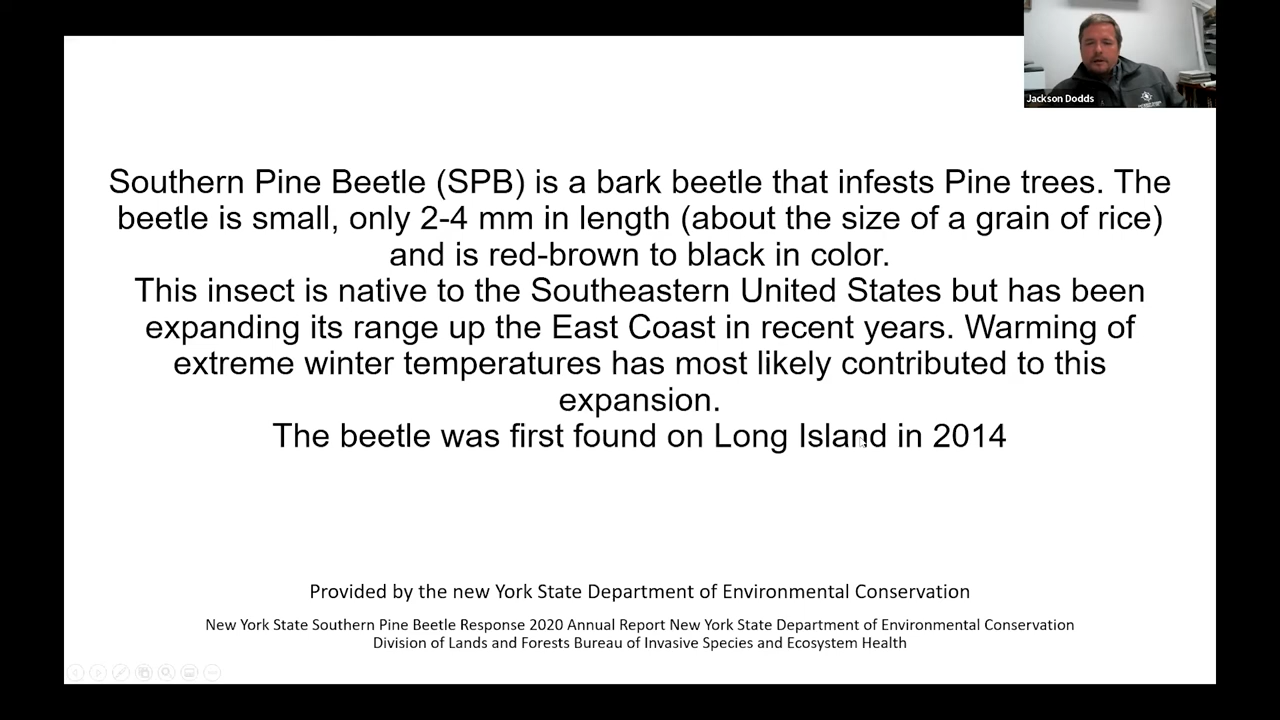 Jackson Dodds
Southern Pine Beetle (SPB) is a bark beetle that infests Pine trees. The
beetle is small, only 2-4 mm in length (about the size of a grain of rice)
and is red-brown to black in color.
This insect is native to the Southeastern United States but has been
expanding its range up the East Coast in recent years. Warming of
extreme winter temperatures has most likely contributed to this
expansion.
The beetle was first found on Long Island in 2014
Provided by the new York State Department of Environmental Conservation
New York State Southern Pine Beetle Response 2020 Annual Report New York State Department of Environmental Conservation
Division of Lands and Forests Bureau of Invasive Species and Ecosystem Health